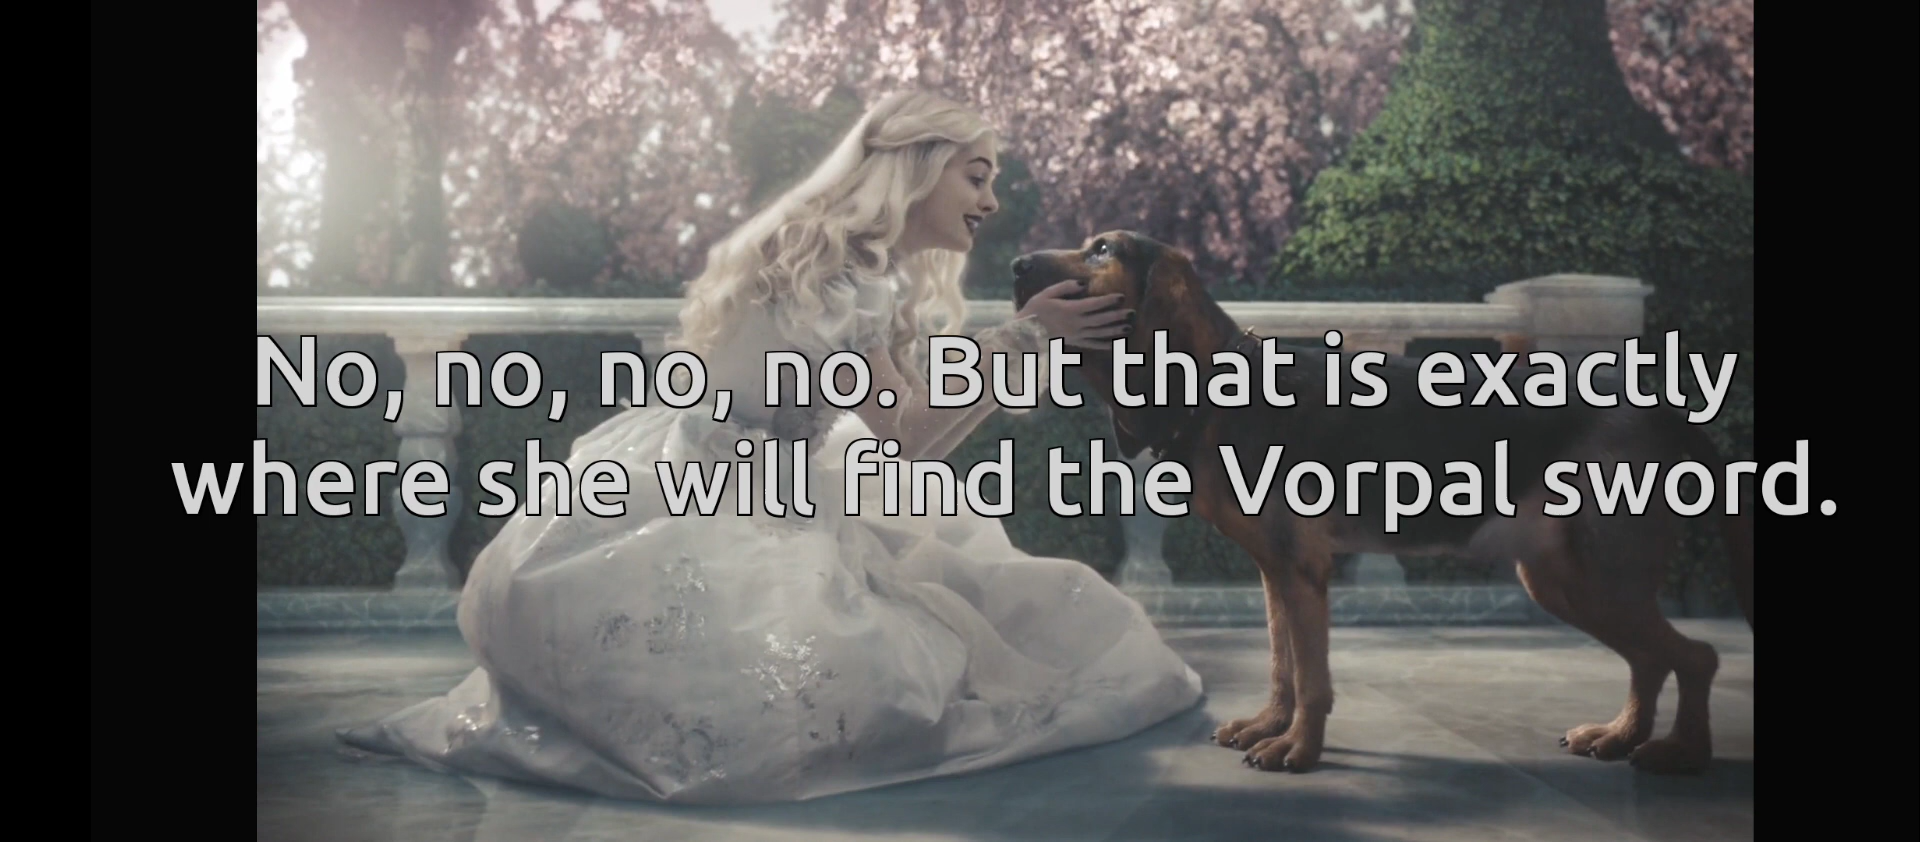 No, no, no, no. But that is exactly
where she will find the Vorpal sword.